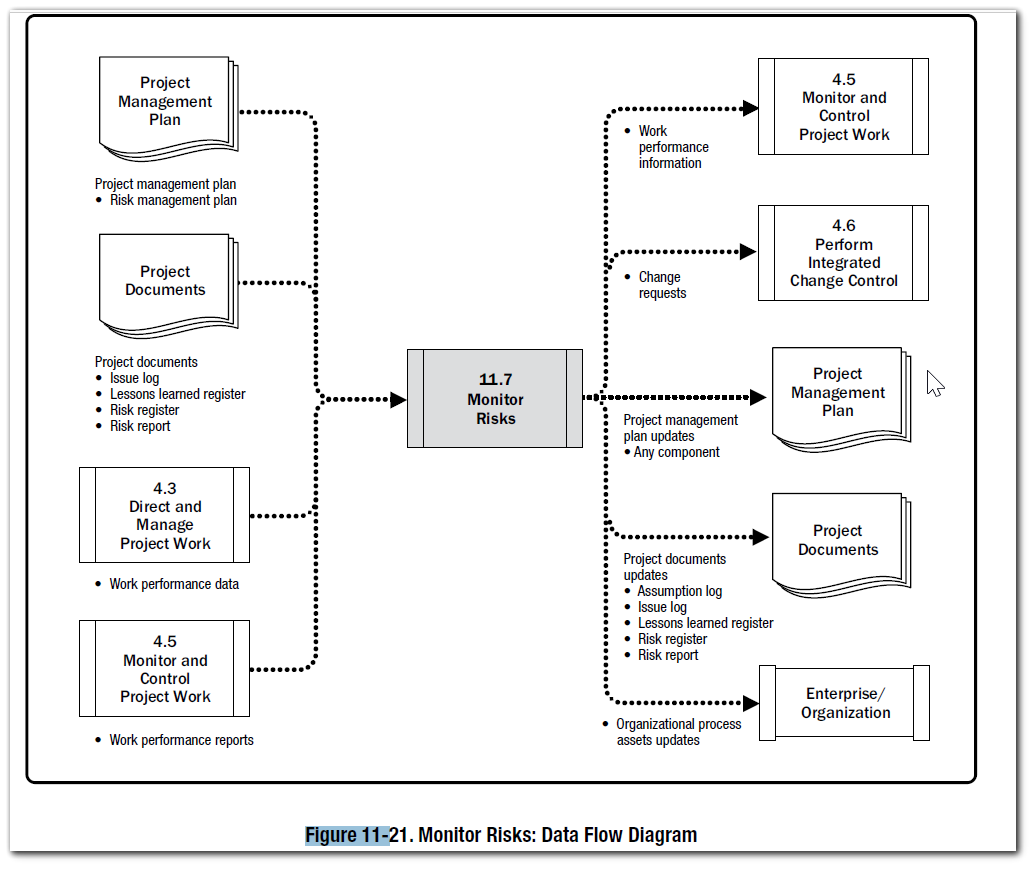 Project
Management
Plan
Project management plan
• Risk management plan
Project
Documents
Project documents
• Issue log
• Lessons learned register
• Risk register
• Risk report
4.3
Direct and
Manage
Project Work
• Work performance data
4.5
Monitor and
Control
Project Work
• Work performance reports
11.7
Monitor
Risks
4.5
Monitor and
Control
Project Work
• Work
performance
information
4.6
Perform
Integrated
Change Control
• Change
requests
Project
Management
Plan
Project management
plan updates
• Any component
Project
Documents
Project documents
updates
• Assumption log
• Issue log
• Lessons learned register
• Risk register
• Risk report
Enterprise/
Organization
• Organizational process
assets updates
Figure 11-21. Monitor Risks: Data Flow Diagram